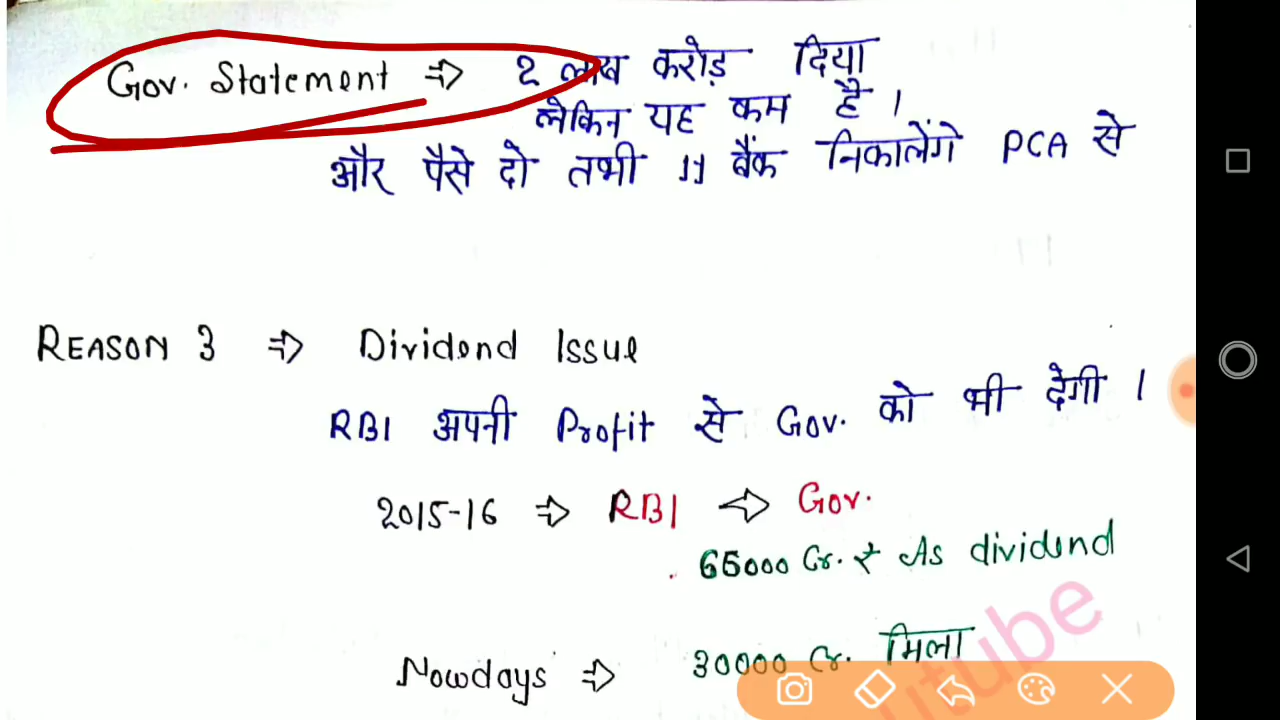 Gov. Statement ⇒ 2 लाख करोड़ दिया
लेकिन यह कम है ।
और पैसे दो तभी 11 बैंक निकालेंगे PCA से
REASON 3 ⇒ Dividend Issue
RBI अपनी Profit से Gov. को भी देगी ।
2015-16 ⇒ RBI ⇒ Gov.
65000 Cr. ₹ As dividend
Nowdays ⇒ 30000 Cr. मिला
utube